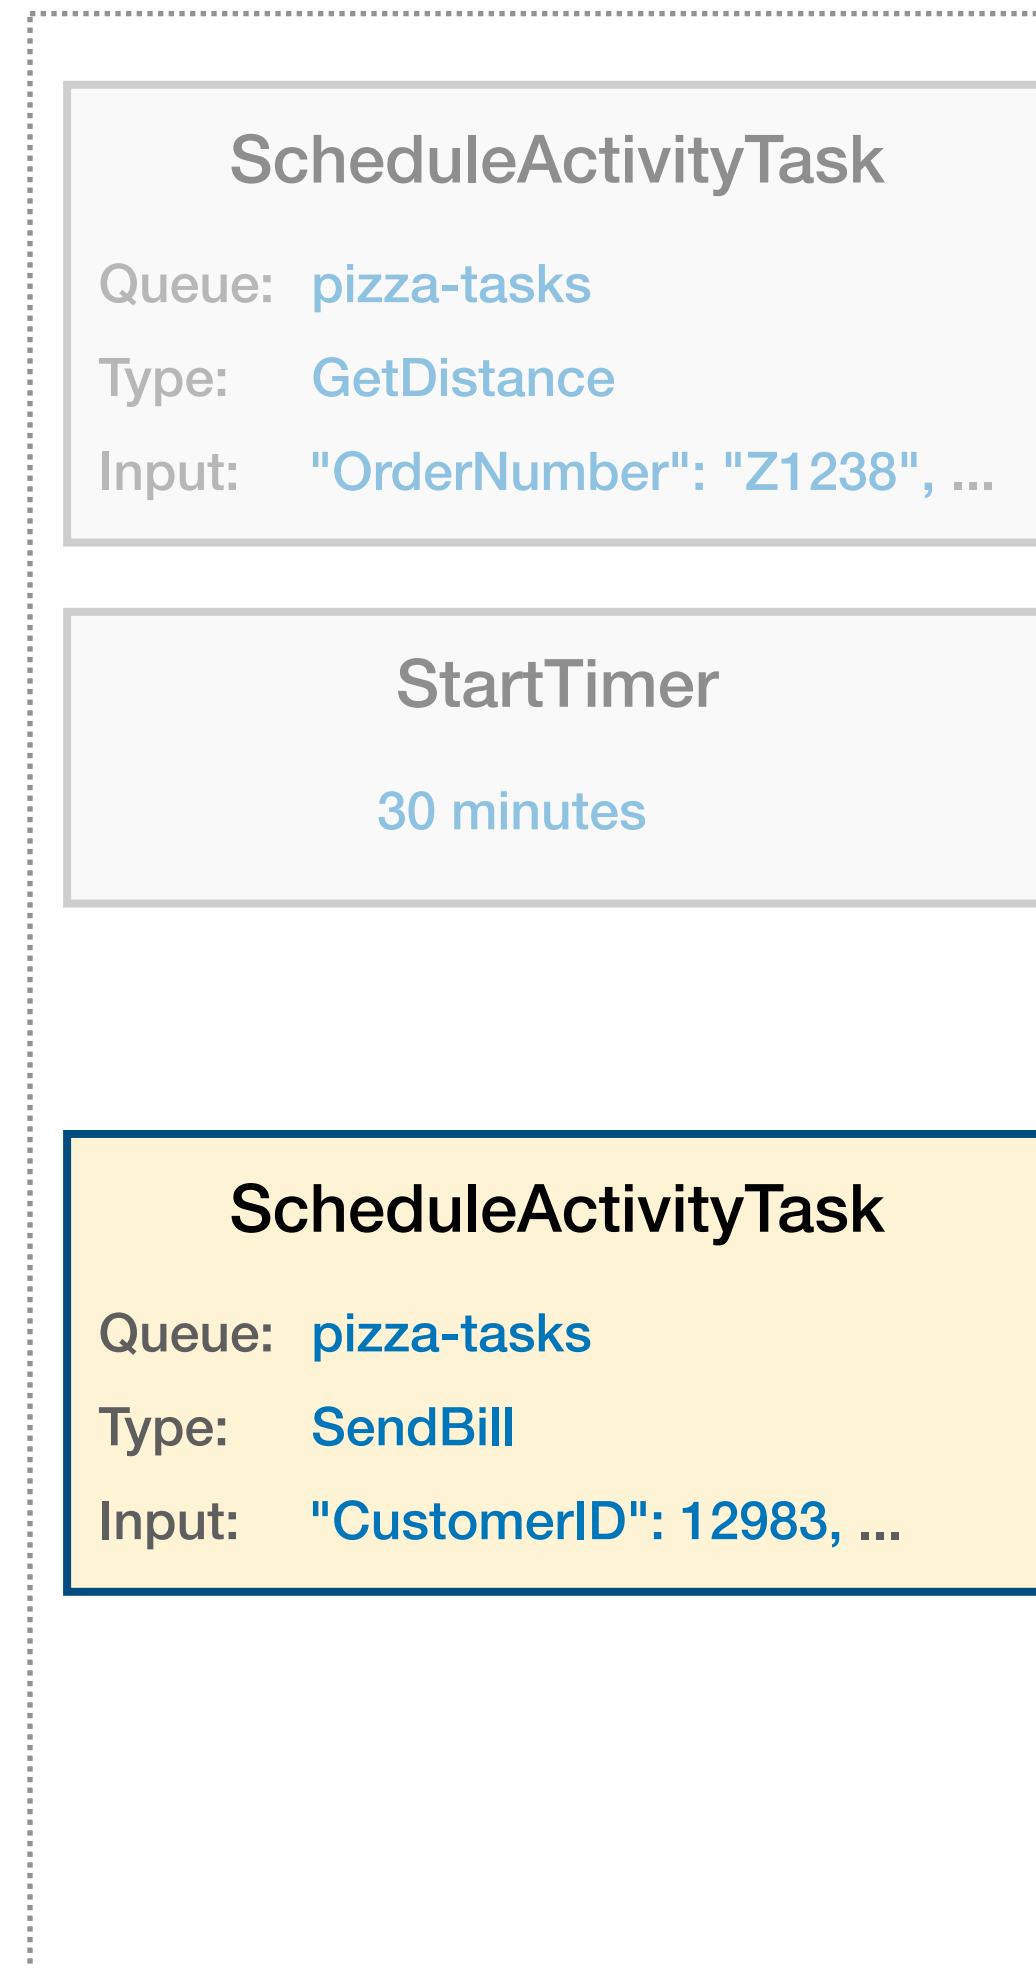 ScheduleActivityTask
Queue: pizza-tasks
Type: GetDistance
Input: "OrderNumber": "Z1238", ...
StartTimer
30 minutes
ScheduleActivityTask
Queue: pizza-tasks
Type: SendBill
Input: "CustomerID": 12983, ...